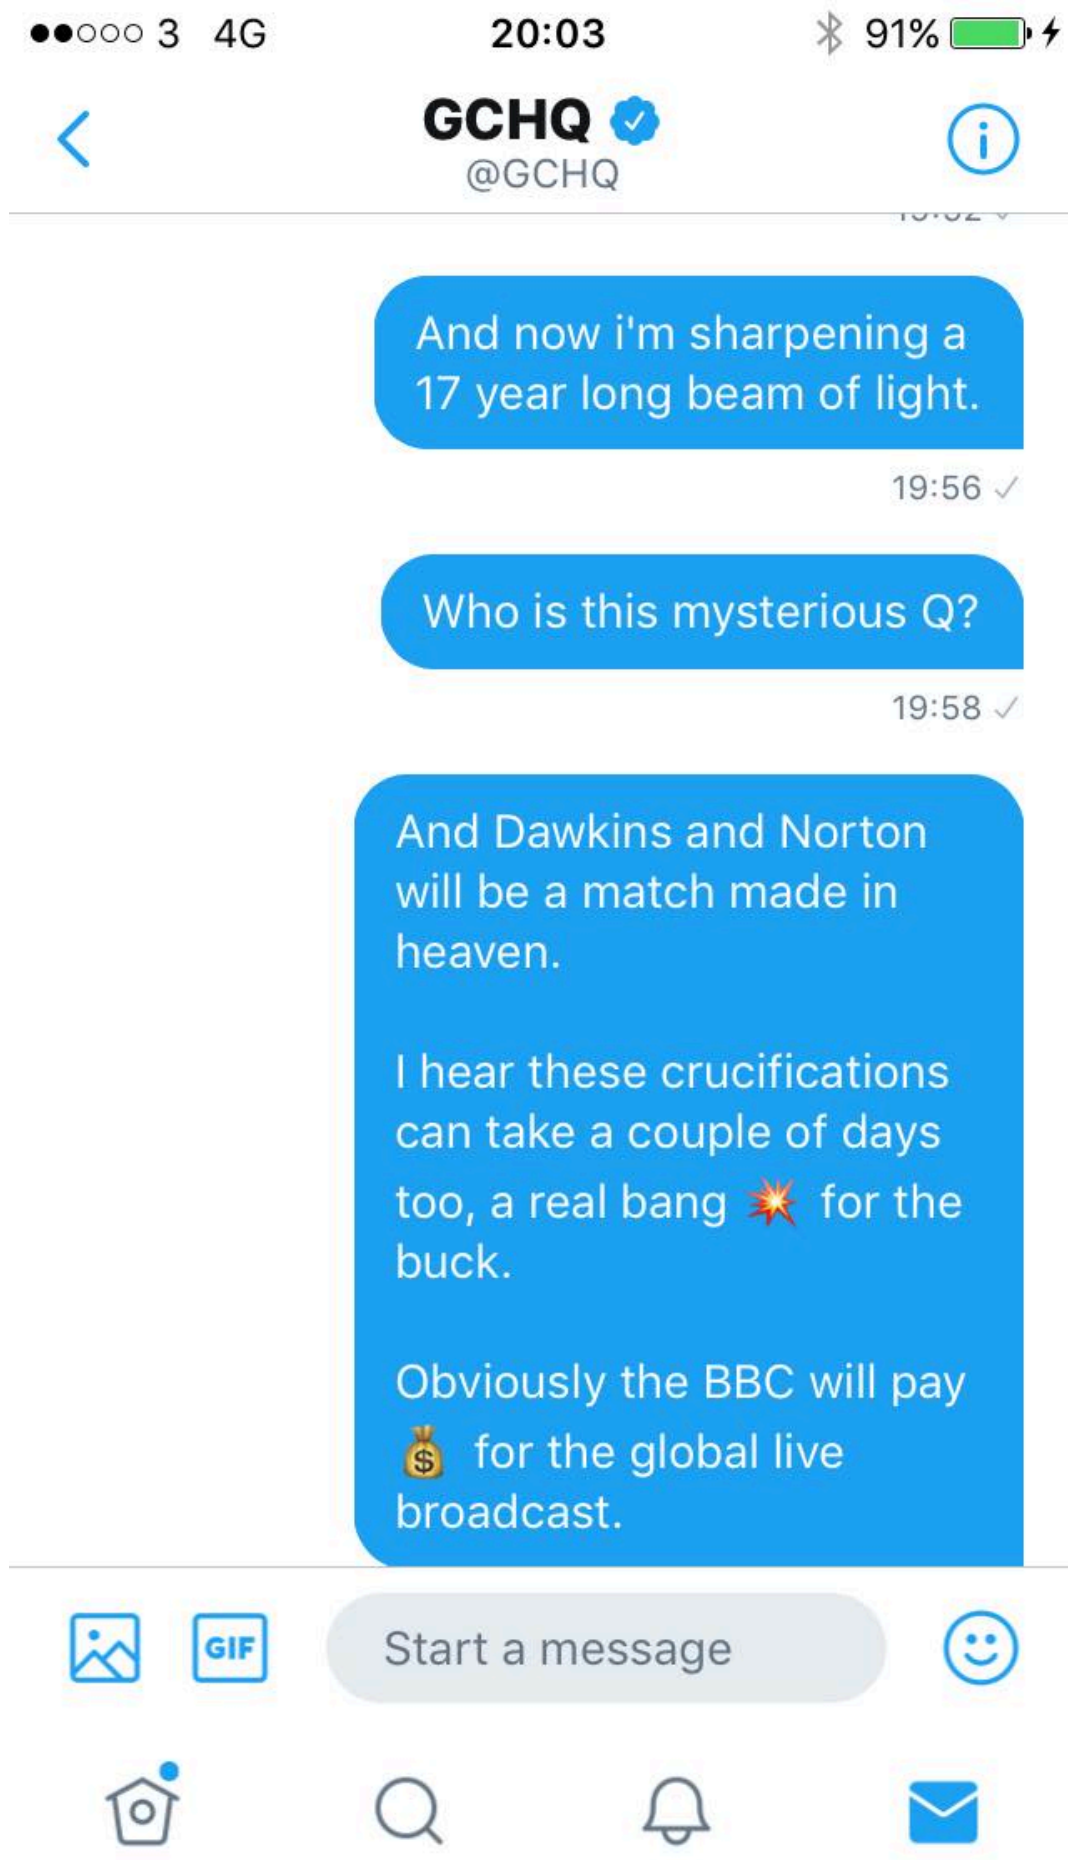 3 4G 20:03 91%
GCHQ
@GCHQ
And now i'm sharpening a
17 year long beam of light.
19:56
Who is this mysterious Q?
19:58
And Dawkins and Norton
will be a match made in
heaven.
I hear these crucifications
can take a couple of days
too, a real bang 💥 for the
buck.
Obviously the BBC will pay
💰 for the global live
broadcast.
GIF Start a message